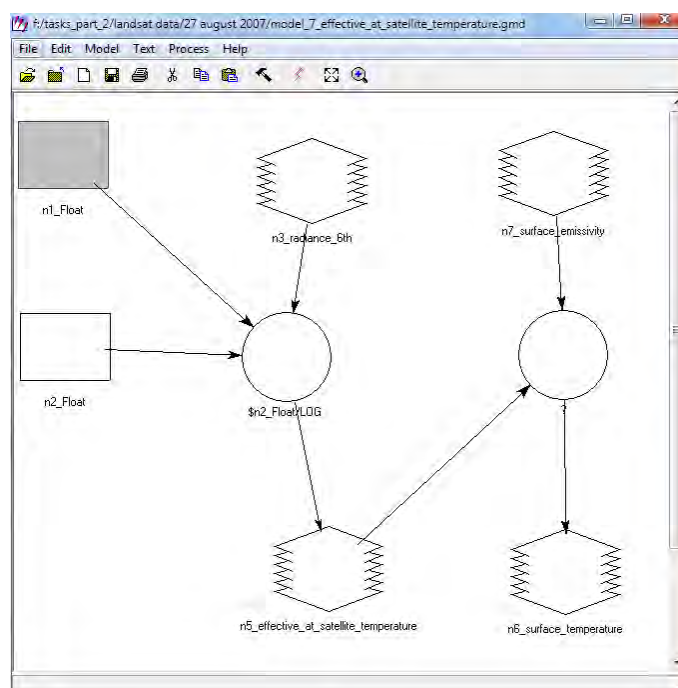 f:/tasks_part_2/landsat data/27 august 2007/model_7_effective_at_satellite_temperature.gmd
File Edit Model Text Process Help
n1_Float
n3_radiance_6th
n7_surface_emissivity
n2_Float
$n2_Float/LOG
?
n5_effective_at_satellite_temperature
n6_surface_temperature